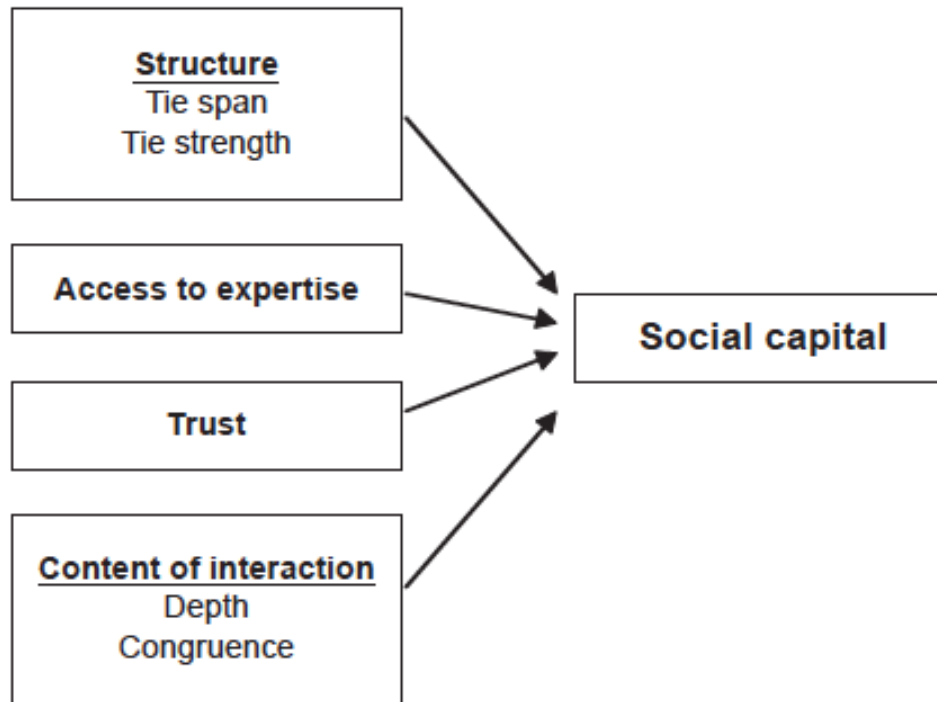 Structure
Tie span
Tie strength
Access to expertise
Trust
Content of interaction
Depth
Congruence
Social capital